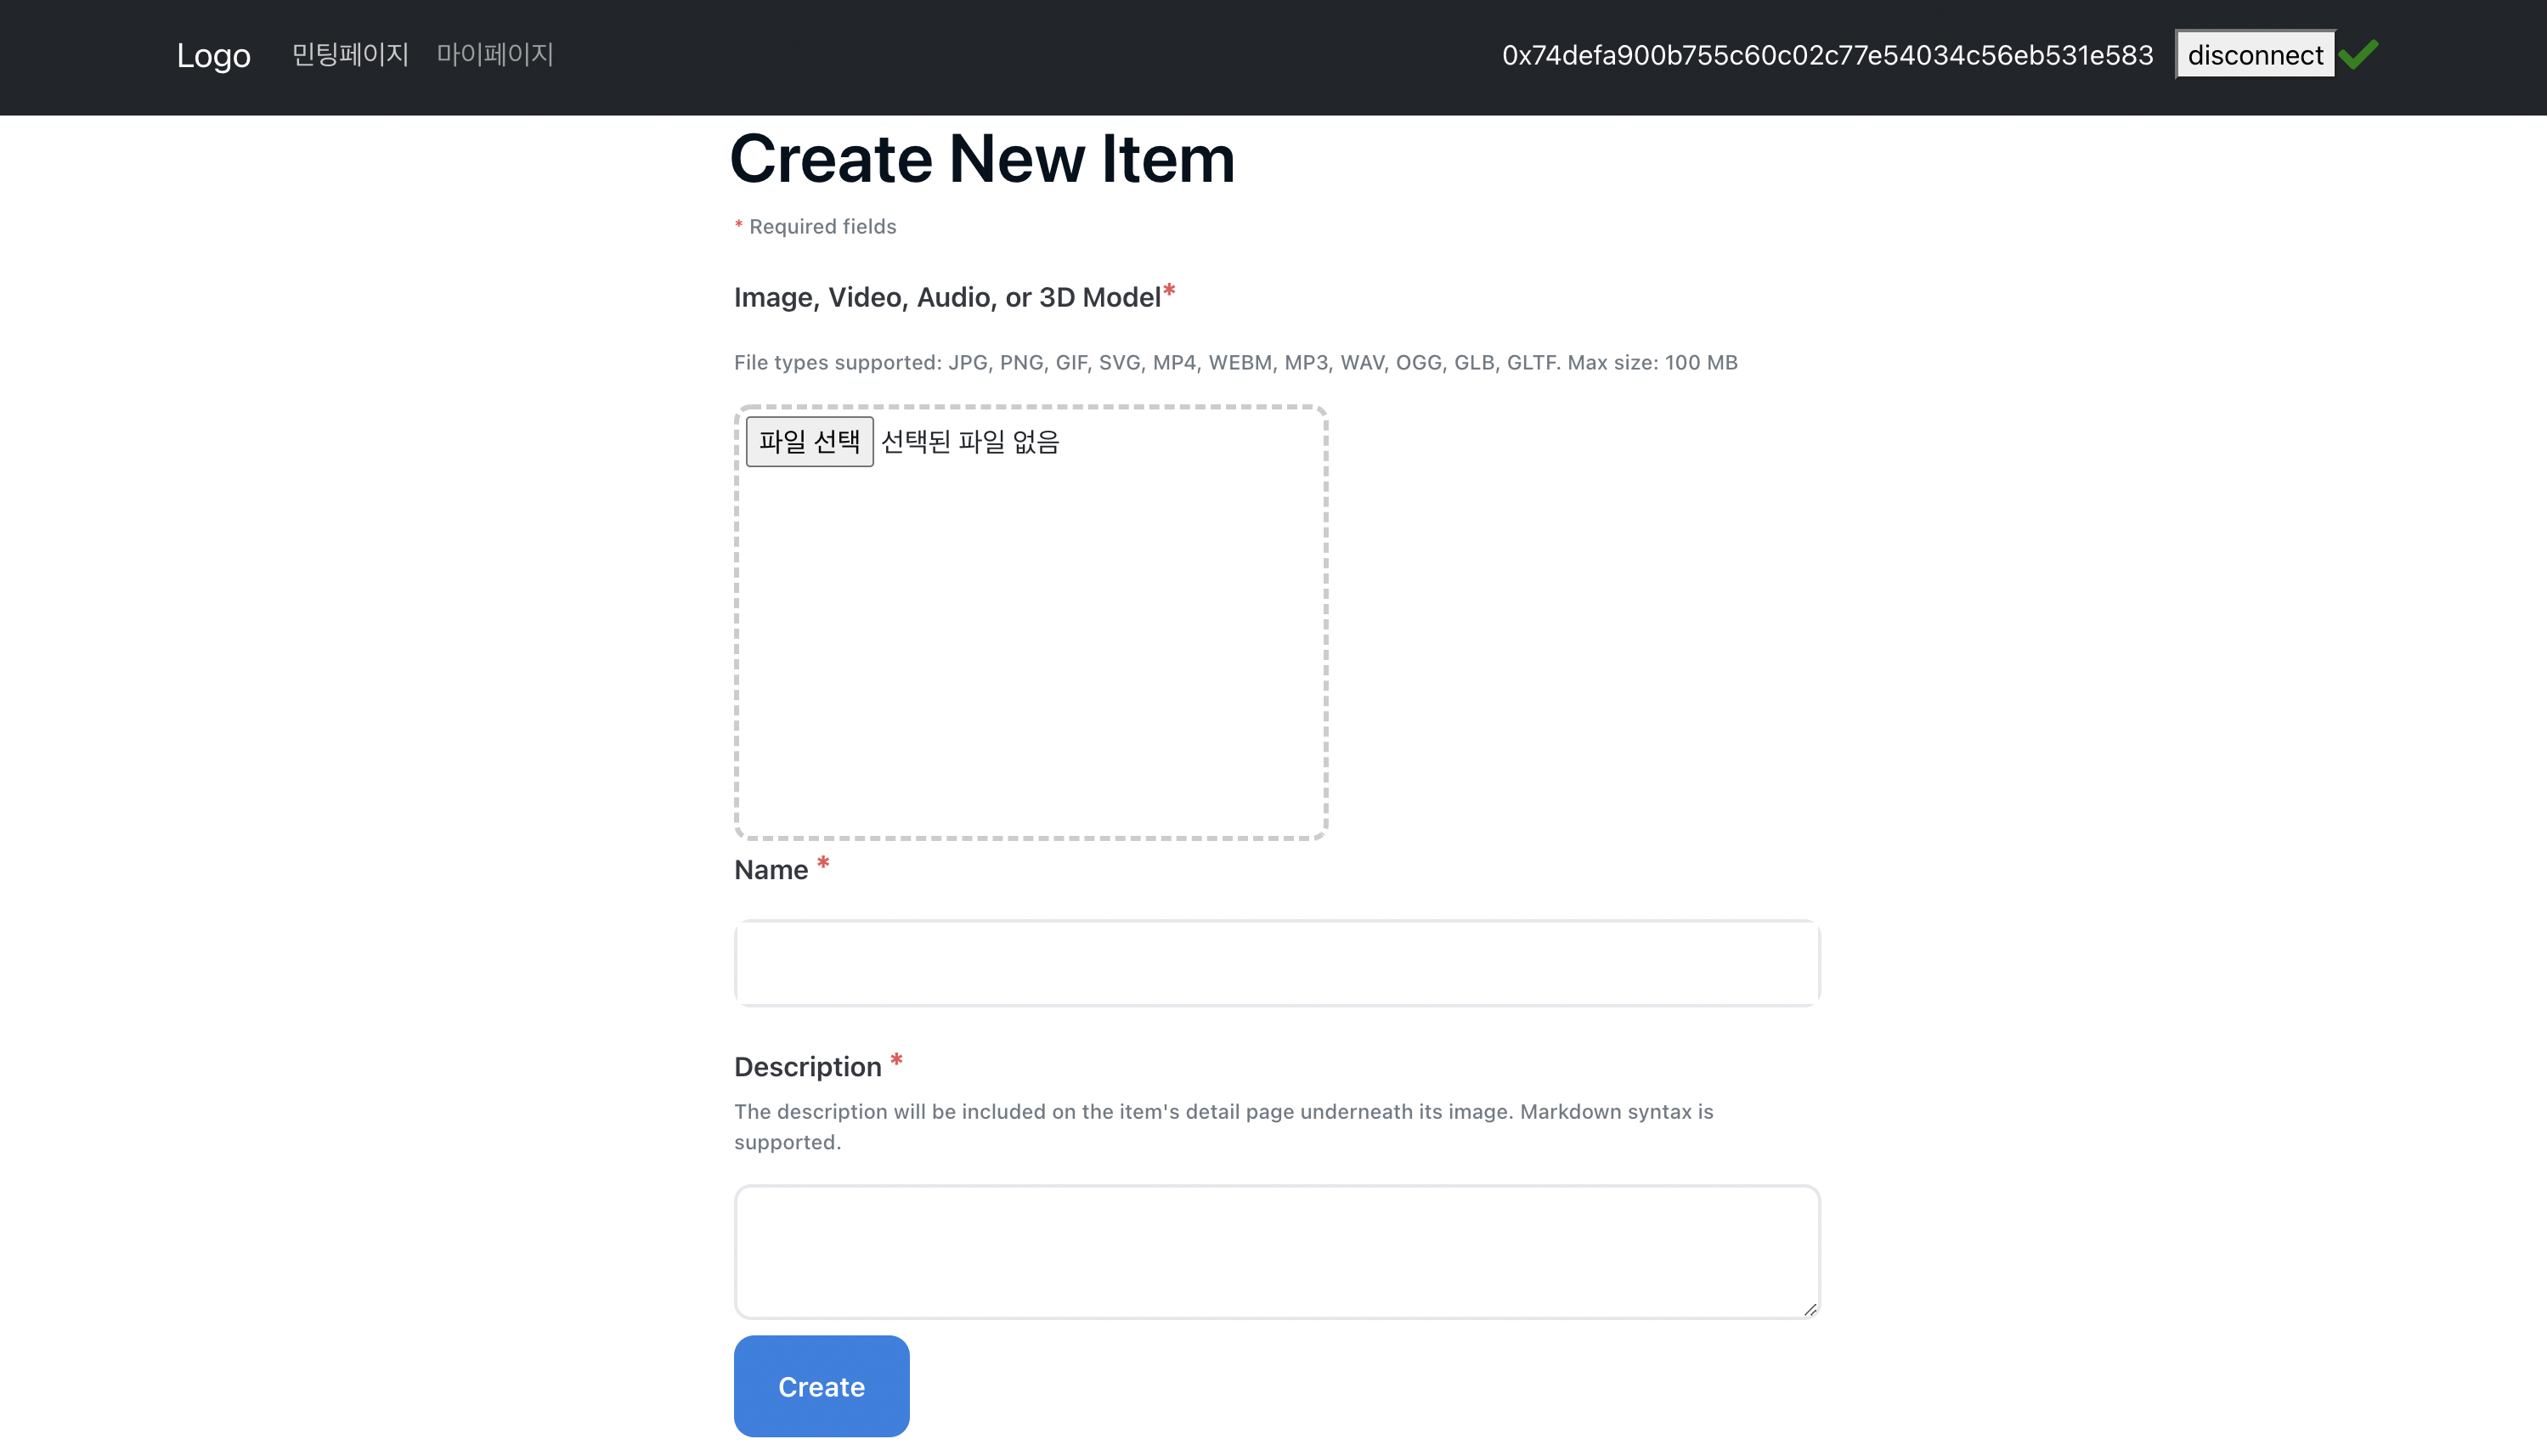 Logo 민팅페이지 마이페이지 0x74defa900b755c60c02c77e54034c56eb531e583 disconnect
Create New Item
* Required fields
Image, Video, Audio, or 3D Model*
File types supported: JPG, PNG, GIF, SVG, MP4, WEBM, MP3, WAV, OGG, GLB, GLTF. Max size: 100 MB
파일 선택 선택된 파일 없음
Name *
Description *
The description will be included on the item's detail page underneath its image. Markdown syntax is
supported.
Create